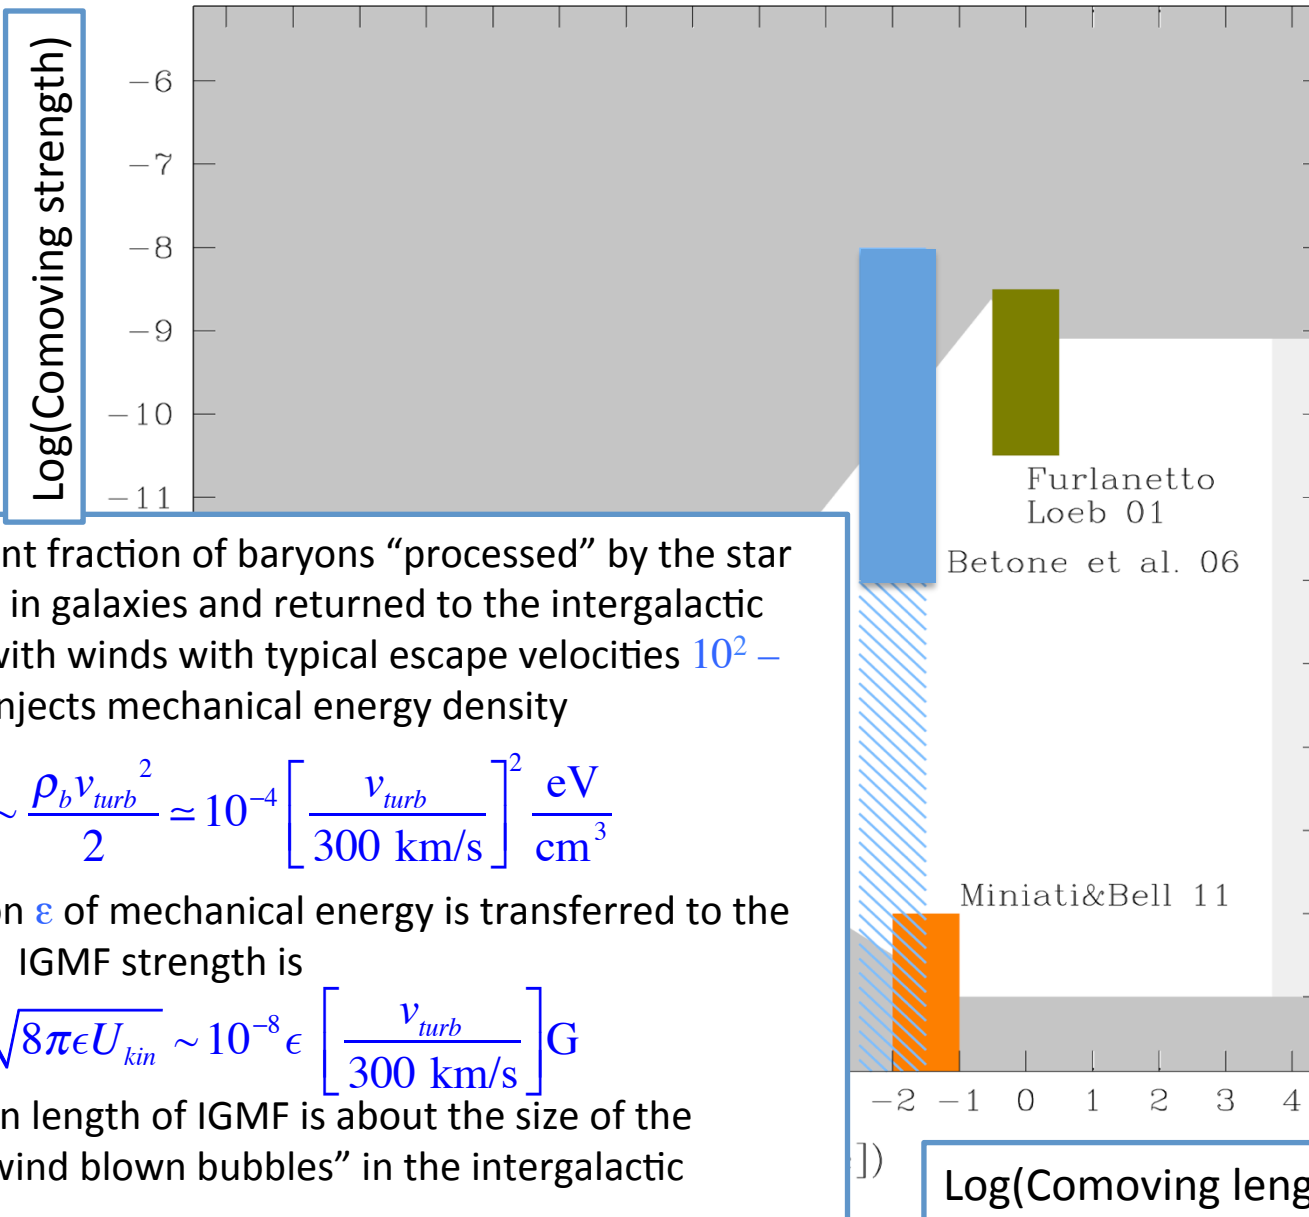 Log(Comoving strength)
−6
−7
−8
−9
−10
−11
Furlanetto
Loeb 01
Betone et al. 06
Miniati&Bell 11
nt fraction of baryons “processed” by the star
in galaxies and returned to the intergalactic
with winds with typical escape velocities 10² –
njects mechanical energy density
~ ρ_b v_turb² / 2 ≃ 10⁻⁴ [ v_turb / 300 km/s ]² eV / cm³
on ε of mechanical energy is transferred to the
IGMF strength is
√8πϵU_kin ~ 10⁻⁸ ϵ [ v_turb / 300 km/s ] G
n length of IGMF is about the size of the
wind blown bubbles” in the intergalactic
−2 −1 0 1 2 3 4
])
Log(Comoving leng